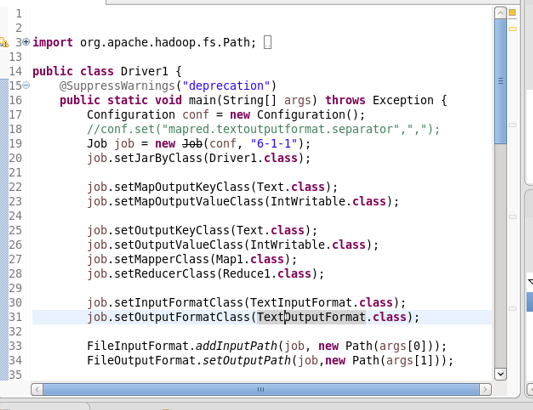 1
2
3 import org.apache.hadoop.fs.Path;
13
14 public class Driver1 {
15 @SuppressWarnings("deprecation")
16 public static void main(String[] args) throws Exception {
17 Configuration conf = new Configuration();
18 //conf.set("mapred.textoutputformat.separator",",");
19 Job job = new Job(conf, "6-1-1");
20 job.setJarByClass(Driver1.class);
21
22 job.setMapOutputKeyClass(Text.class);
23 job.setMapOutputValueClass(IntWritable.class);
24
25 job.setOutputKeyClass(Text.class);
26 job.setOutputValueClass(IntWritable.class);
27 job.setMapperClass(Map1.class);
28 job.setReducerClass(Reduce1.class);
29
30 job.setInputFormatClass(TextInputFormat.class);
31 job.setOutputFormatClass(TextOutputFormat.class);
32
33 FileInputFormat.addInputPath(job, new Path(args[0]));
34 FileOutputFormat.setOutputPath(job,new Path(args[1]));
35